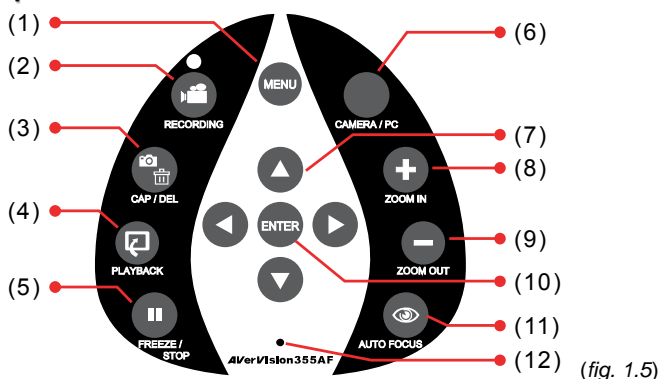 (1)
(2)
(3)
(4)
(5)
MENU
RECORDING
CAP / DEL
PLAYBACK
FREEZE /
STOP
ENTER
CAMERA / PC
ZOOM IN
ZOOM OUT
AUTO FOCUS
AVerVision355AF
(6)
(7)
(8)
(9)
(10)
(11)
(12)
(fig. 1.5)